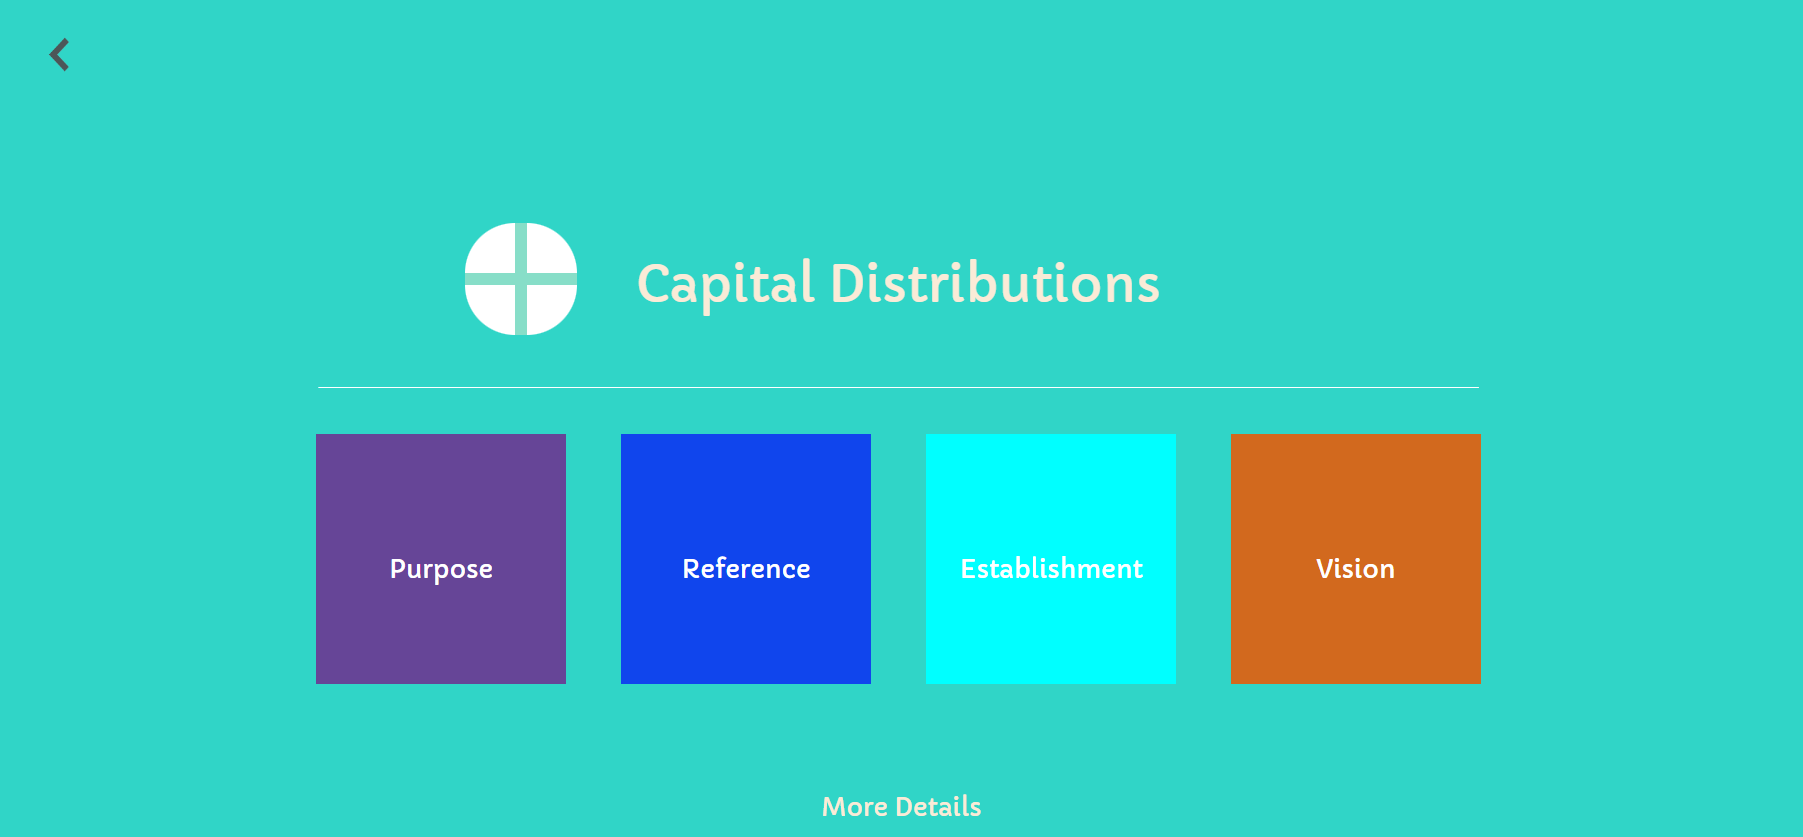 Capital Distributions
Purpose
Reference
Establishment
Vision
More Details